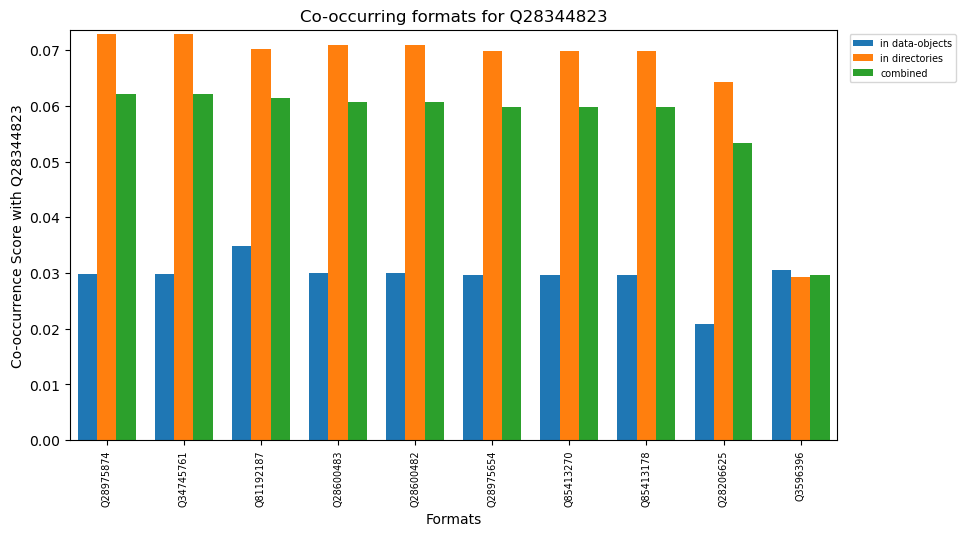 Co-occurring formats for Q28344823
in data-objects
in directories
combined
Co-occurrence Score with Q28344823
0.07
0.06
0.05
0.04
0.03
0.02
0.01
0.00
Q28975874
Q34745761
Q81192187
Q28600483
Q28600482
Q28975654
Q85413270
Q85413178
Q28206625
Q3596396
Formats